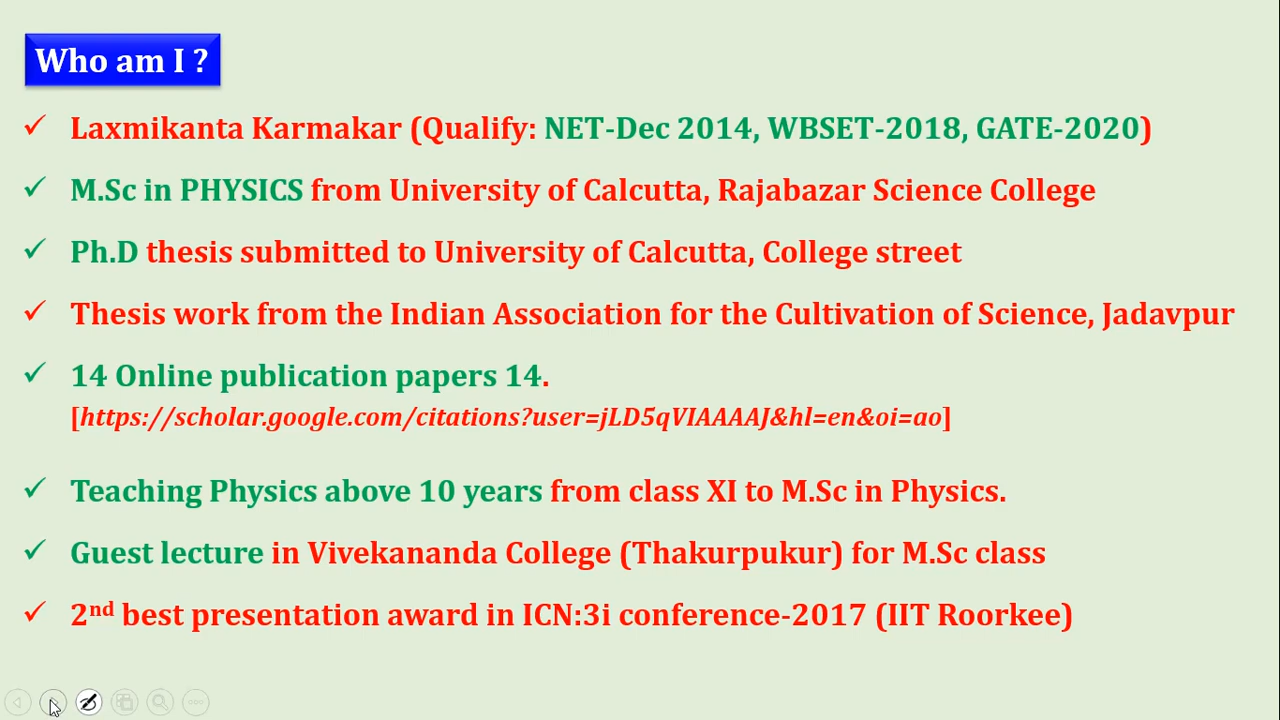 Who am I ?
Laxmikanta Karmakar (Qualify: NET-Dec 2014, WBSET-2018, GATE-2020)
M.Sc in PHYSICS from University of Calcutta, Rajabazar Science College
Ph.D thesis submitted to University of Calcutta, College street
Thesis work from the Indian Association for the Cultivation of Science, Jadavpur
14 Online publication papers 14.
[https://scholar.google.com/citations?user=jLD5qVIAAAAJ&hl=en&oi=ao]
Teaching Physics above 10 years from class XI to M.Sc in Physics.
Guest lecture in Vivekananda College (Thakurpukur) for M.Sc class
2nd best presentation award in ICN:3i conference-2017 (IIT Roorkee)